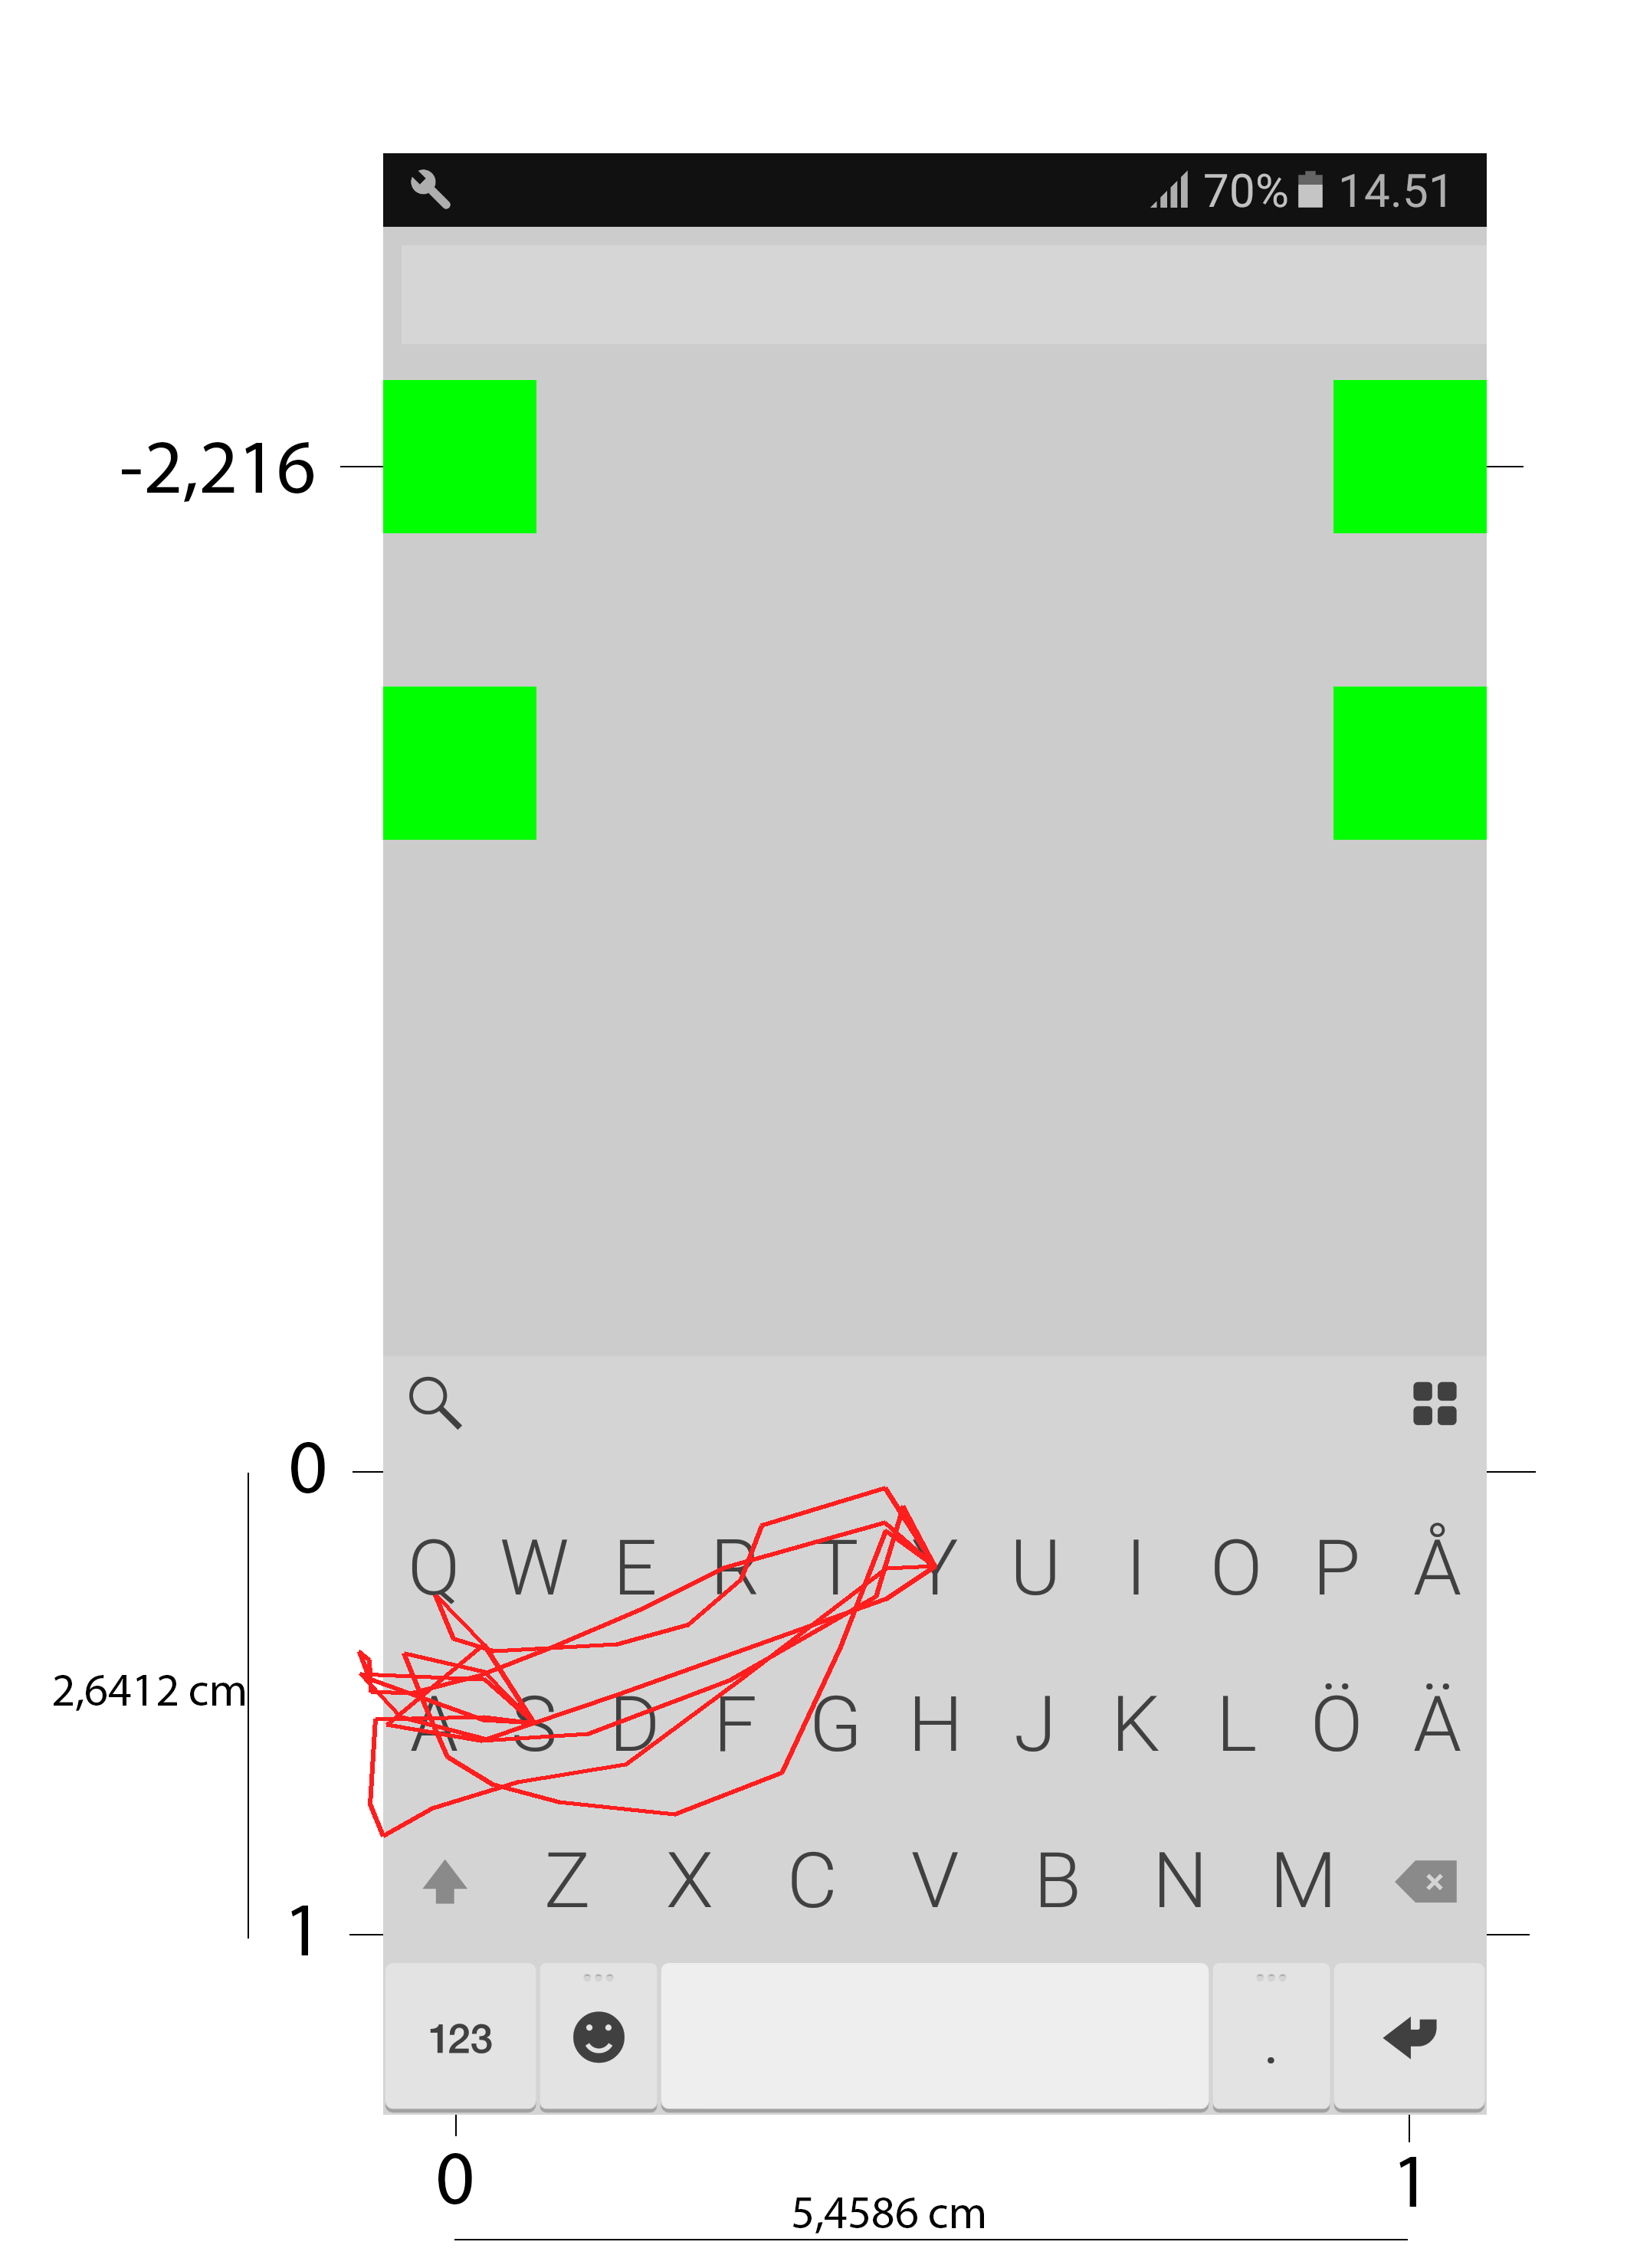 70% 14.51
-2,216
0
Q W E R T Y U I O P Å
2,6412 cm
A S D F G H J K L Ö Ä
Z X C V B N M
1
123 .
0 1
5,4586 cm